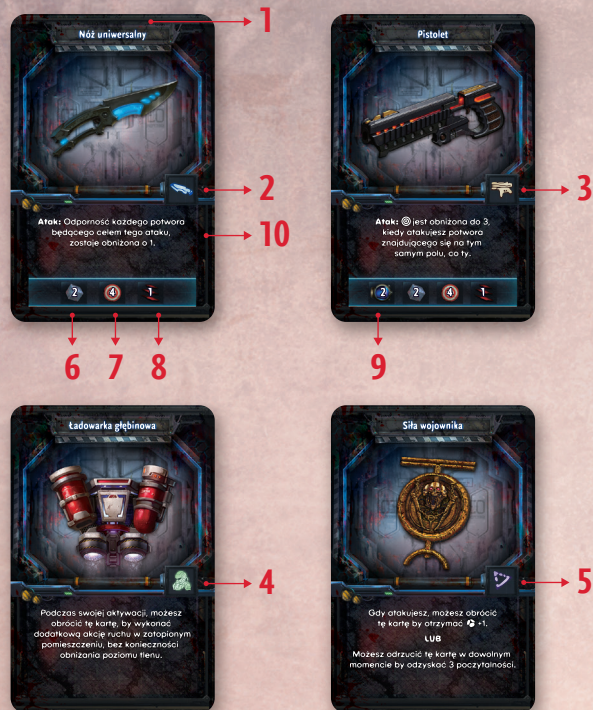 Nóż uniwersalny
1
2
Atak: Odporność każdego potwora
będącego celem tego ataku,
zostaje obniżona o 1.
10
2 4 1
6 7 8
Pistolet
3
Atak: jest obniżona do 3,
kiedy atakujesz potwora
znajdującego się na tym
samym polu, co ty.
2 2 4 1
9
Ładowarka głębinowa
4
Podczas swojej aktywacji, możesz
obrócić tę kartę, by wykonać
dodatkową akcję ruchu w zatopionym
pomieszczeniu, bez konieczności
obniżania poziomu tlenu.
Siła wojownika
5
Gdy atakujesz, możesz obrócić
tę kartę by otrzymać +1.
LUB
Możesz odrzucić tę kartę w dowolnym
momencie by odzyskać 3 poczytalności.